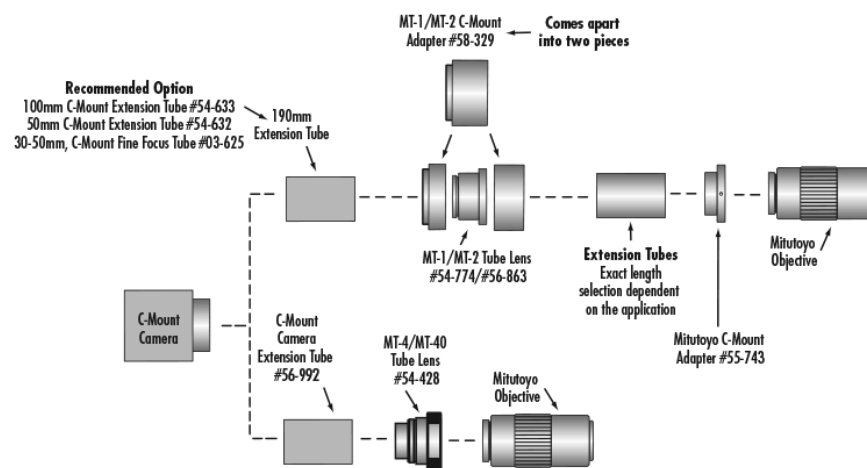 MT-1/MT-2 C-Mount
Adapter #58-329
Comes apart
into two pieces
Recommended Option
100mm C-Mount Extension Tube #54-633
50mm C-Mount Extension Tube #54-632
30-50mm, C-Mount Fine Focus Tube #03-625
190mm
Extension Tube
MT-1/MT-2 Tube Lens
#54-774/#56-863
Extension Tubes
Exact length
selection dependent
on the application
Mitutoyo
Objective
Mitutoyo C-Mount
Adapter #55-743
C-Mount
Camera
C-Mount
Camera
Extension Tube
#56-992
MT-4/MT-40
Tube Lens
#54-428
Mitutoyo
Objective